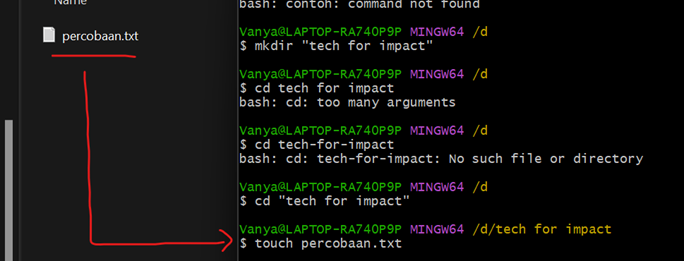 Name
percobaan.txt
bash: contoh: command not found
Vanya@LAPTOP-RA740P9P MINGW64 /d
$ mkdir "tech for impact"
Vanya@LAPTOP-RA740P9P MINGW64 /d
$ cd tech for impact
bash: cd: too many arguments
Vanya@LAPTOP-RA740P9P MINGW64 /d
$ cd tech-for-impact
bash: cd: tech-for-impact: No such file or directory
Vanya@LAPTOP-RA740P9P MINGW64 /d
$ cd "tech for impact"
Vanya@LAPTOP-RA740P9P MINGW64 /d/tech for impact
$ touch percobaan.txt